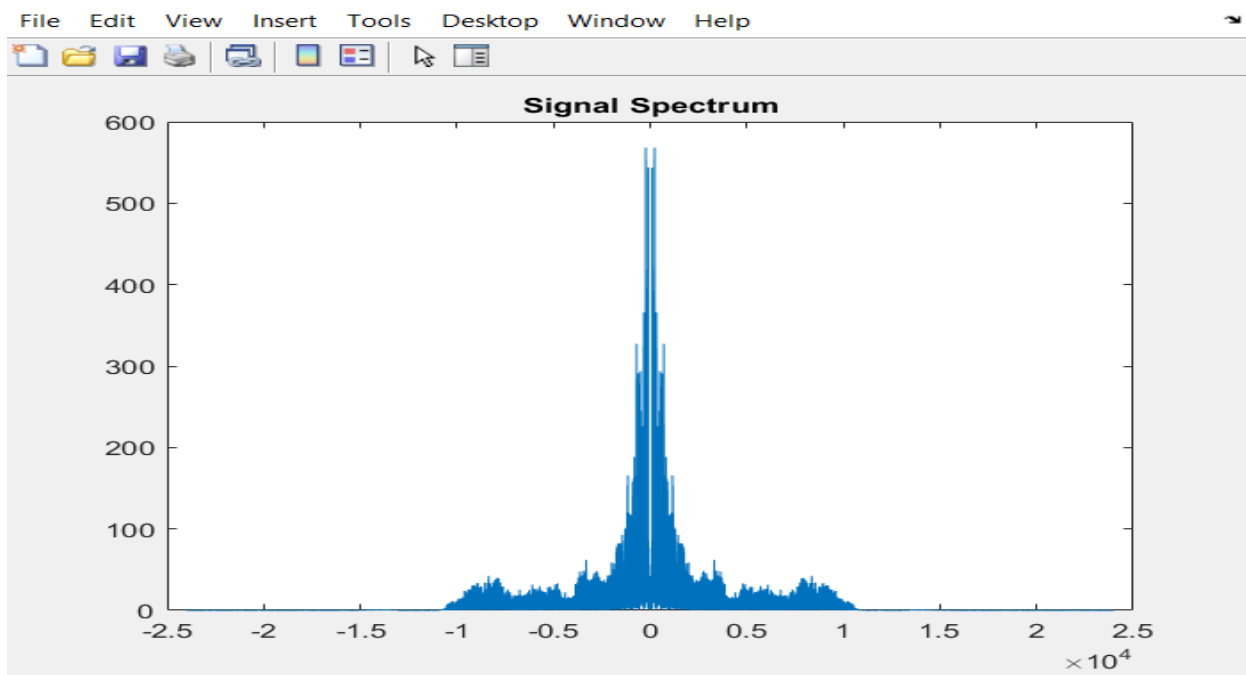 File Edit View Insert Tools Desktop Window Help
Signal Spectrum
600
500
400
300
200
100
0
-2.5 -2 -1.5 -1 -0.5 0 0.5 1 1.5 2 2.5
×10⁴